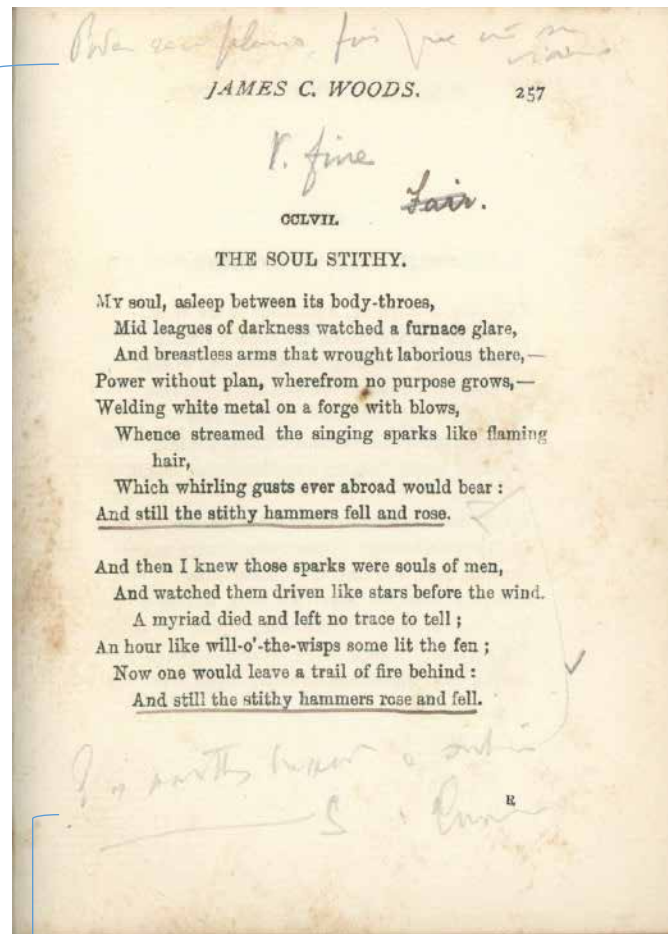 JAMES C. WOODS. 257
V. fine
Fair.
CCLVII.
THE SOUL STITHY.
MY soul, asleep between its body-throes,
Mid leagues of darkness watched a furnace glare,
And breastless arms that wrought laborious there,—
Power without plan, wherefrom no purpose grows,—
Welding white metal on a forge with blows,
Whence streamed the singing sparks like flaming
hair,
Which whirling gusts ever abroad would bear :
And still the stithy hammers fell and rose.
And then I knew those sparks were souls of men,
And watched them driven like stars before the wind.
A myriad died and left no trace to tell ;
An hour like will-o'-the-wisps some lit the fen ;
Now one would leave a trail of fire behind :
And still the stithy hammers rose and fell.
R